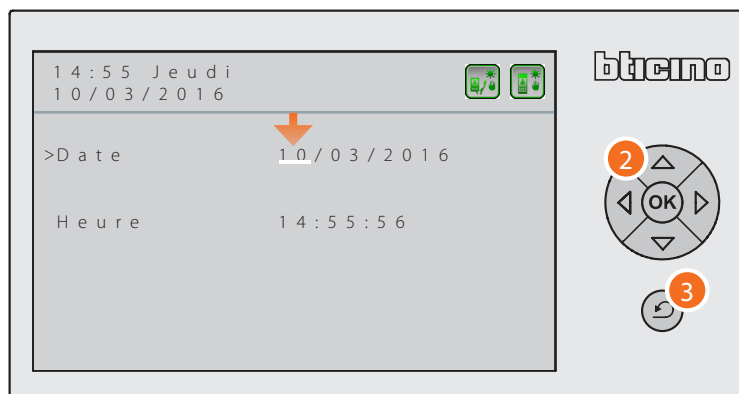 14:55 Jeudi
10/03/2016
bticino
>Date 10/03/2016
2
OK
Heure 14:55:56
3